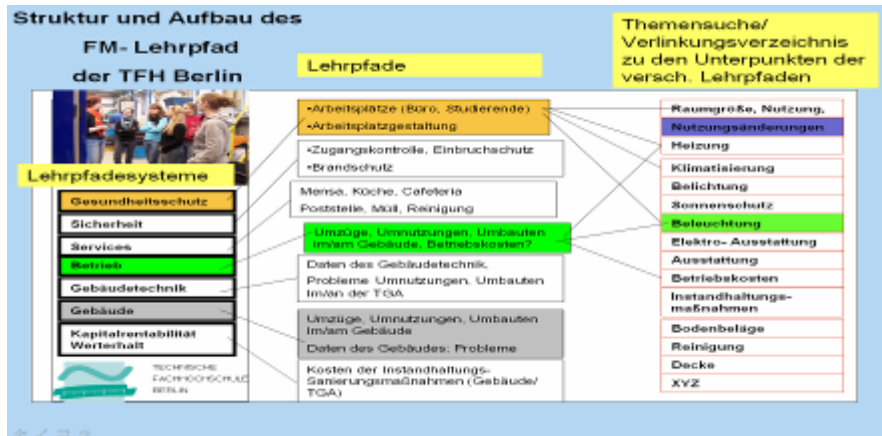 Struktur und Aufbau des
FM- Lehrpfad
der TFH Berlin
Lehrpfade
Themensuche/
Verlinkungsverzeichnis
zu den Unterpunkten der
versch. Lehrpfaden
Lehrpfadesysteme
Gesundheitsschutz
Sicherheit
Services
Betrieb
Gebäudetechnik
Gebäude
Kapitalrentabilität
Werterhalt
TECHNISCHE
FACHHOCHSCHULE
BERLIN
•Arbeitsplätze (Büro, Studierende)
•Arbeitsplatzgestaltung
•Zugangskontrolle, Einbruchschutz
•Brandschutz
Mensa, Küche, Cafeteria
Poststelle, Müll, Reinigung
Umzüge, Umnutzungen, Umbauten
im/am Gebäude, Betriebskosten?
Daten des Gebäudetechnik,
Probleme Umnutzungen, Umbauten
im/an der TGA
Umzüge, Umnutzungen, Umbauten
im/am Gebäude
Daten des Gebäudes; Probleme
Kosten der Instandhaltungs-
Sanierungsmaßnahmen (Gebäude/
TGA)
Raumgröße, Nutzung,
Nutzungsänderungen
Heizung
Klimatisierung
Belichtung
Sonnenschutz
Beleuchtung
Elektro- Ausstattung
Ausstattung
Betriebskosten
Instandhaltungs-
maßnahmen
Bodenbeläge
Reinigung
Decke
XYZ